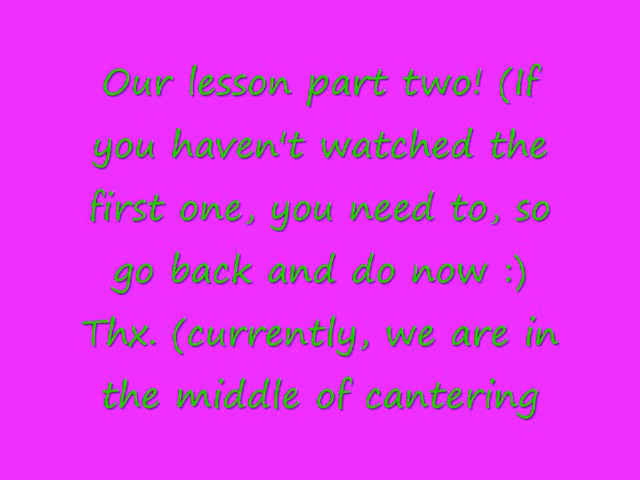 Our lesson part two! (If
you haven't watched the
first one, you need to, so
go back and do now :)
Thx. (currently, we are in
the middle of cantering